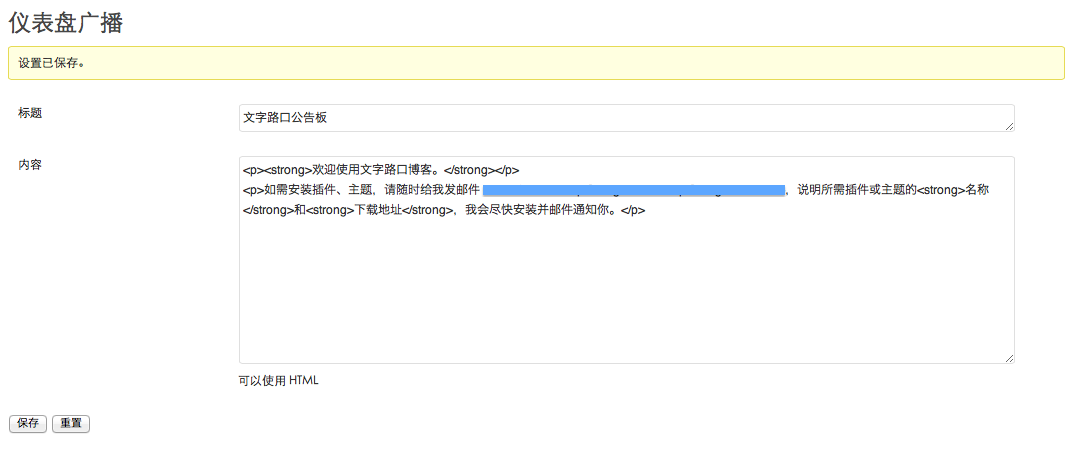 仪表盘广播
设置已保存。
标题
文字路口公告板
内容
<p><strong>欢迎使用文字路口博客。</strong></p>
<p>如需安装插件、主题，请随时给我发邮件 ，说明所需插件或主题的<strong>名称
</strong>和<strong>下载地址</strong>，我会尽快安装并邮件通知你。</p>
可以使用 HTML
保存 重置